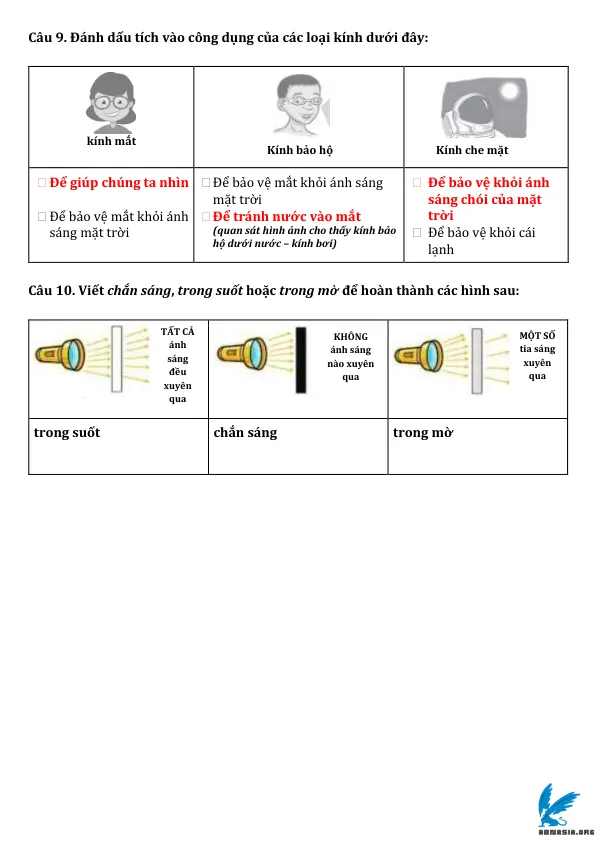 Câu 9. Đánh dấu tích vào công dụng của các loại kính dưới đây:
kính mắt
Kính bảo hộ
Kính che mặt
☐ Để giúp chúng ta nhìn
☐ Để bảo vệ mắt khỏi ánh
sáng mặt trời
☐ Để bảo vệ mắt khỏi ánh sáng
mặt trời
☐ Để tránh nước vào mắt
(quan sát hình ảnh cho thấy kính bảo
hộ dưới nước – kính bơi)
☐ Để bảo vệ khỏi ánh
sáng chói của mặt
trời
☐ Để bảo vệ khỏi cái
lạnh
Câu 10. Viết chắn sáng, trong suốt hoặc trong mờ để hoàn thành các hình sau:
TẤT CẢ
ánh
sáng
đều
xuyên
qua
KHÔNG
ánh sáng
nào xuyên
qua
MỘT SỐ
tia sáng
xuyên
qua
trong suốt
chắn sáng
trong mờ
ABNASIA.ORG